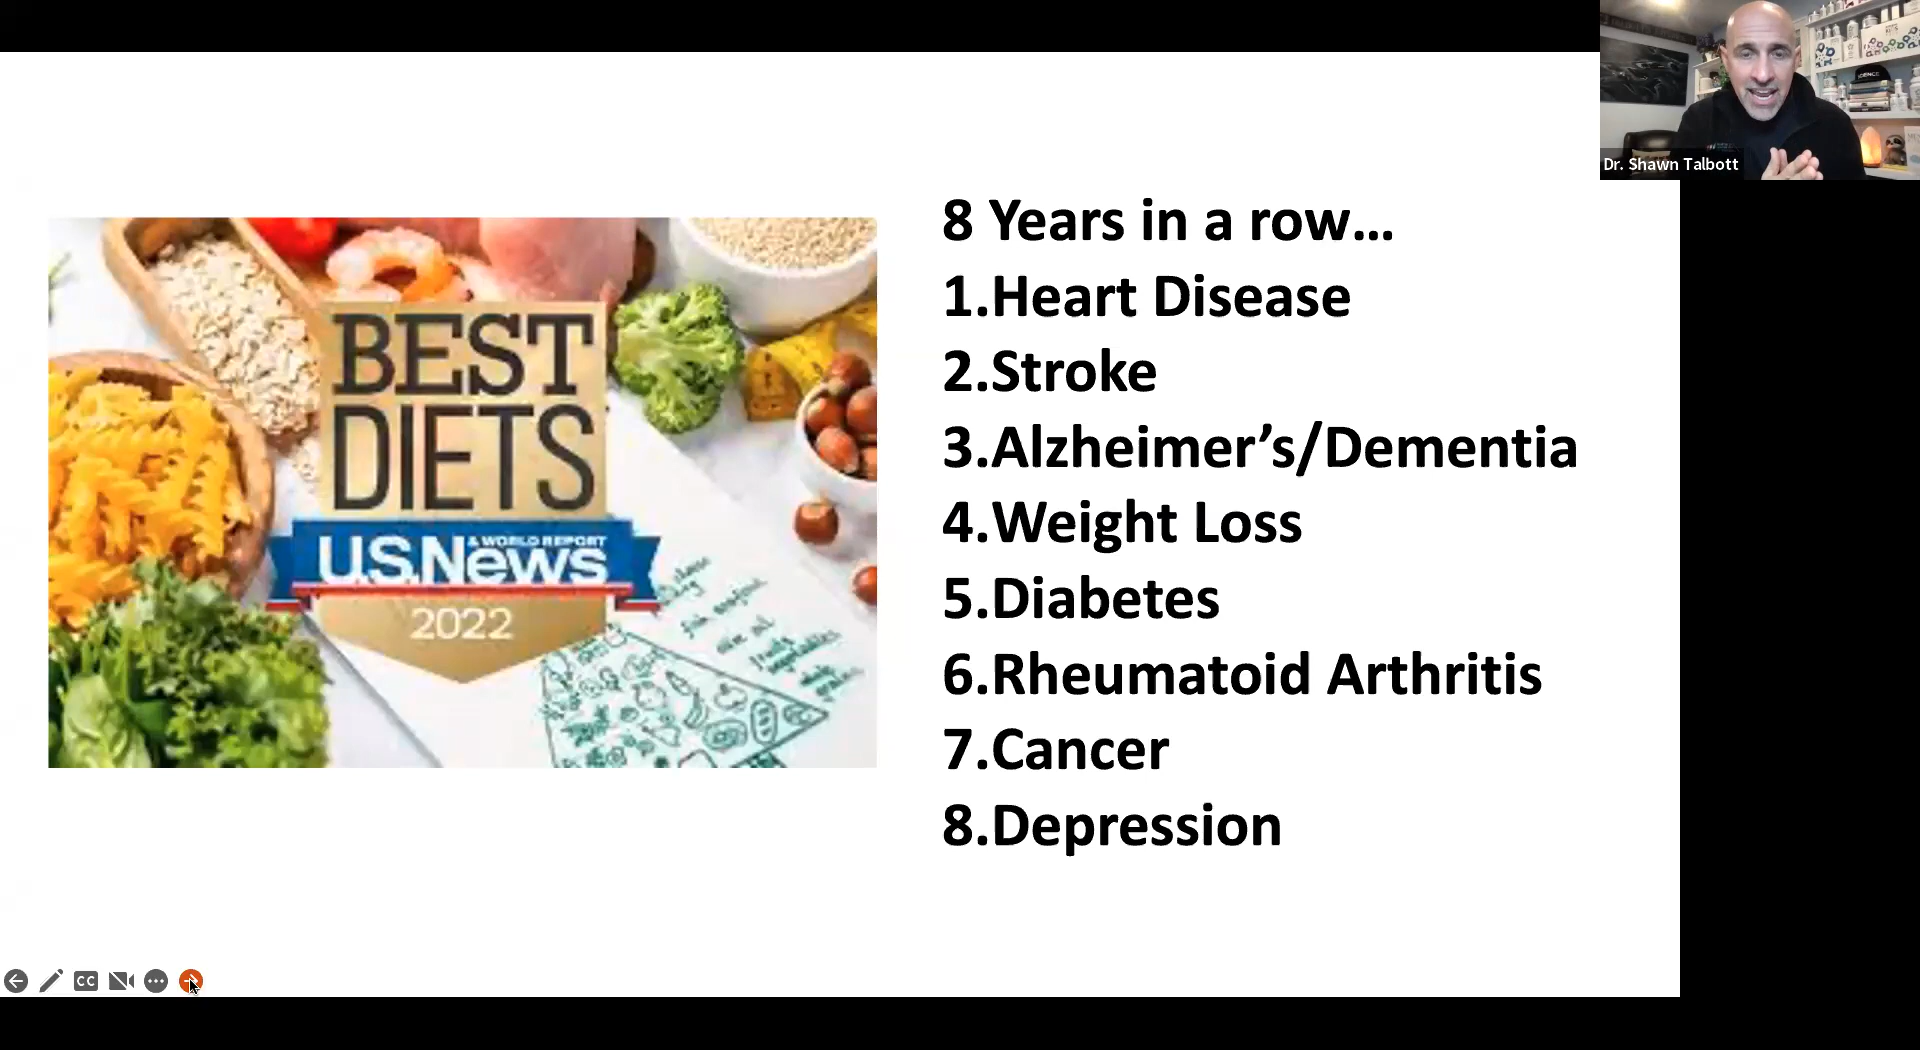 Dr. Shawn Talbott
8 Years in a row...
1.Heart Disease
2.Stroke
3.Alzheimer’s/Dementia
4.Weight Loss
5.Diabetes
6.Rheumatoid Arthritis
7.Cancer
8.Depression
BEST
DIETS
U.S.News
& WORLD REPORT
2022
CC